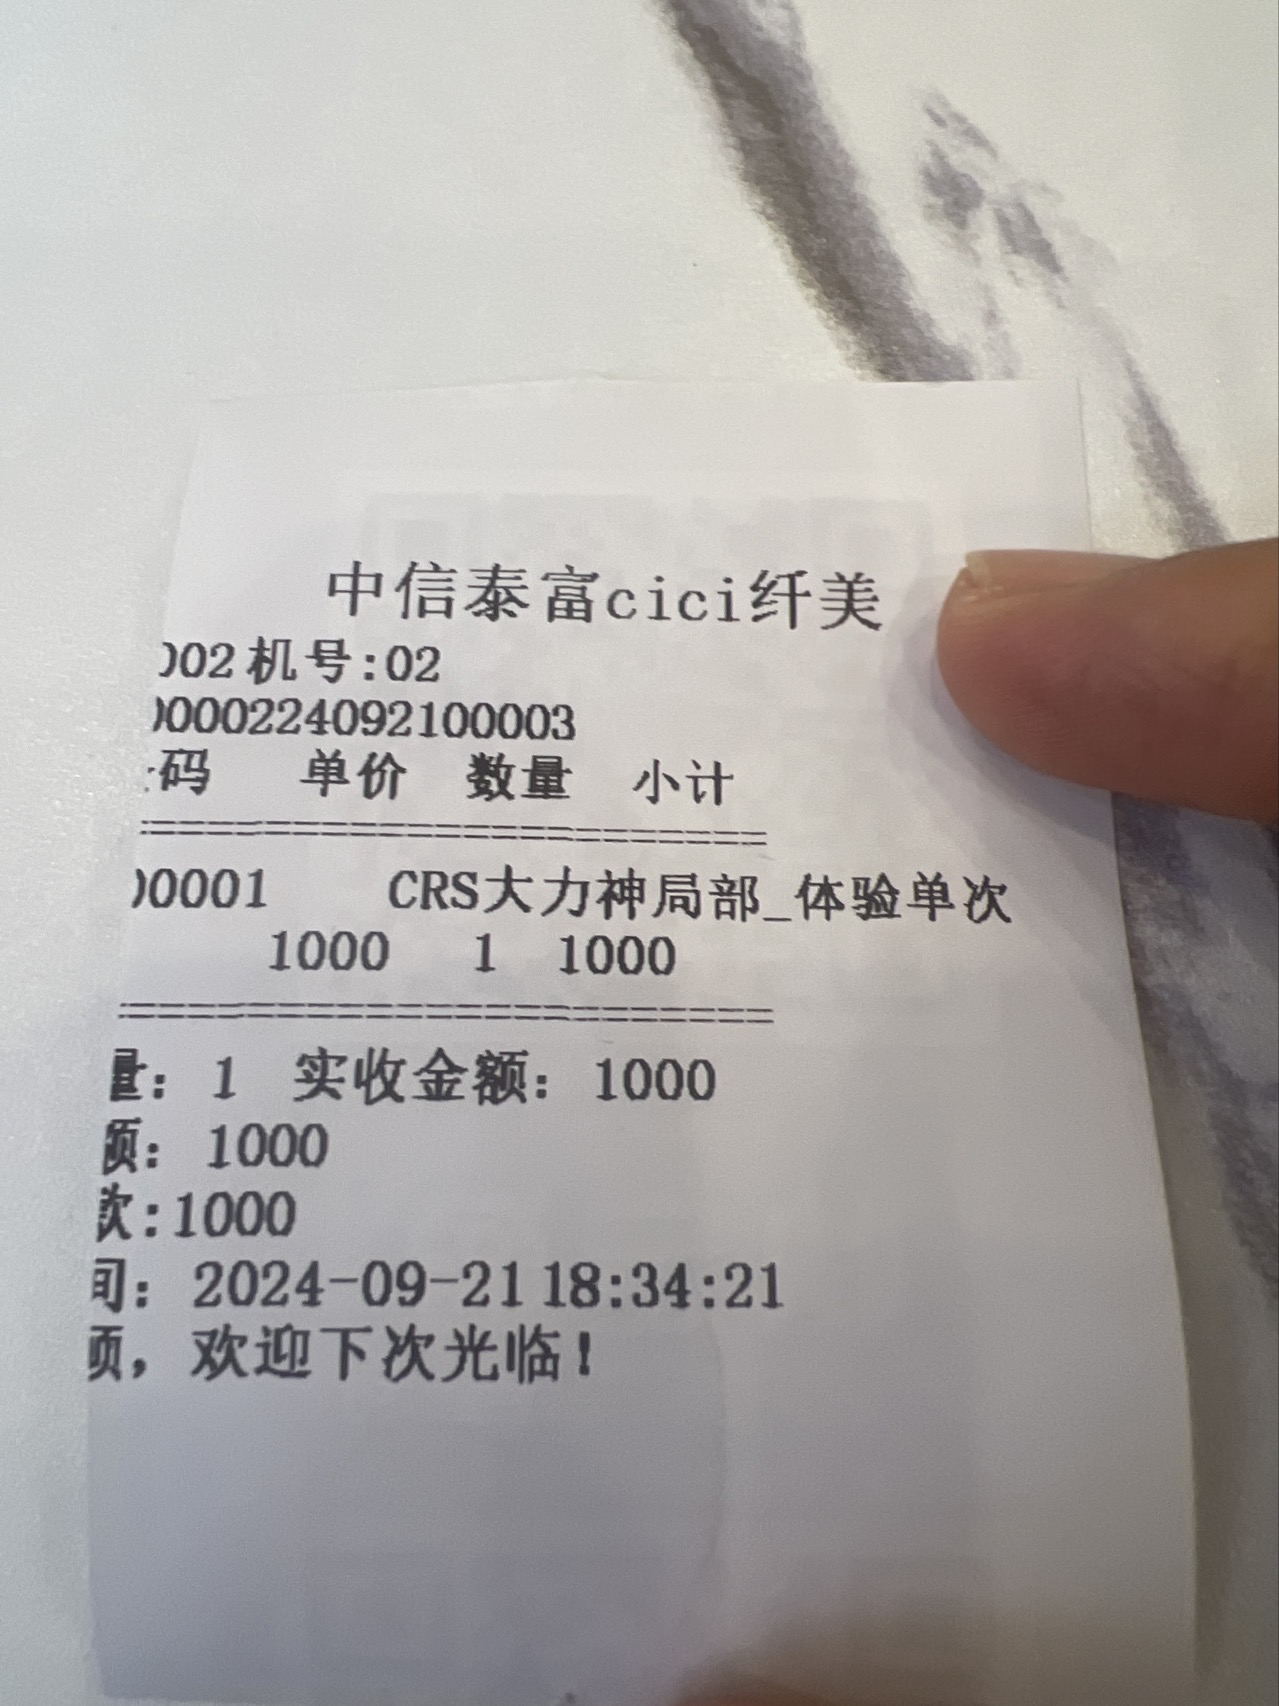 中信泰富cici纤美
002机号:02
0000224092100003
码 单价 数量 小计
00001 CRS大力神局部_体验单次
1000 1 1000
量: 1 实收金额: 1000
额: 1000
款:1000
间: 2024-09-21 18:34:21
顾，欢迎下次光临!